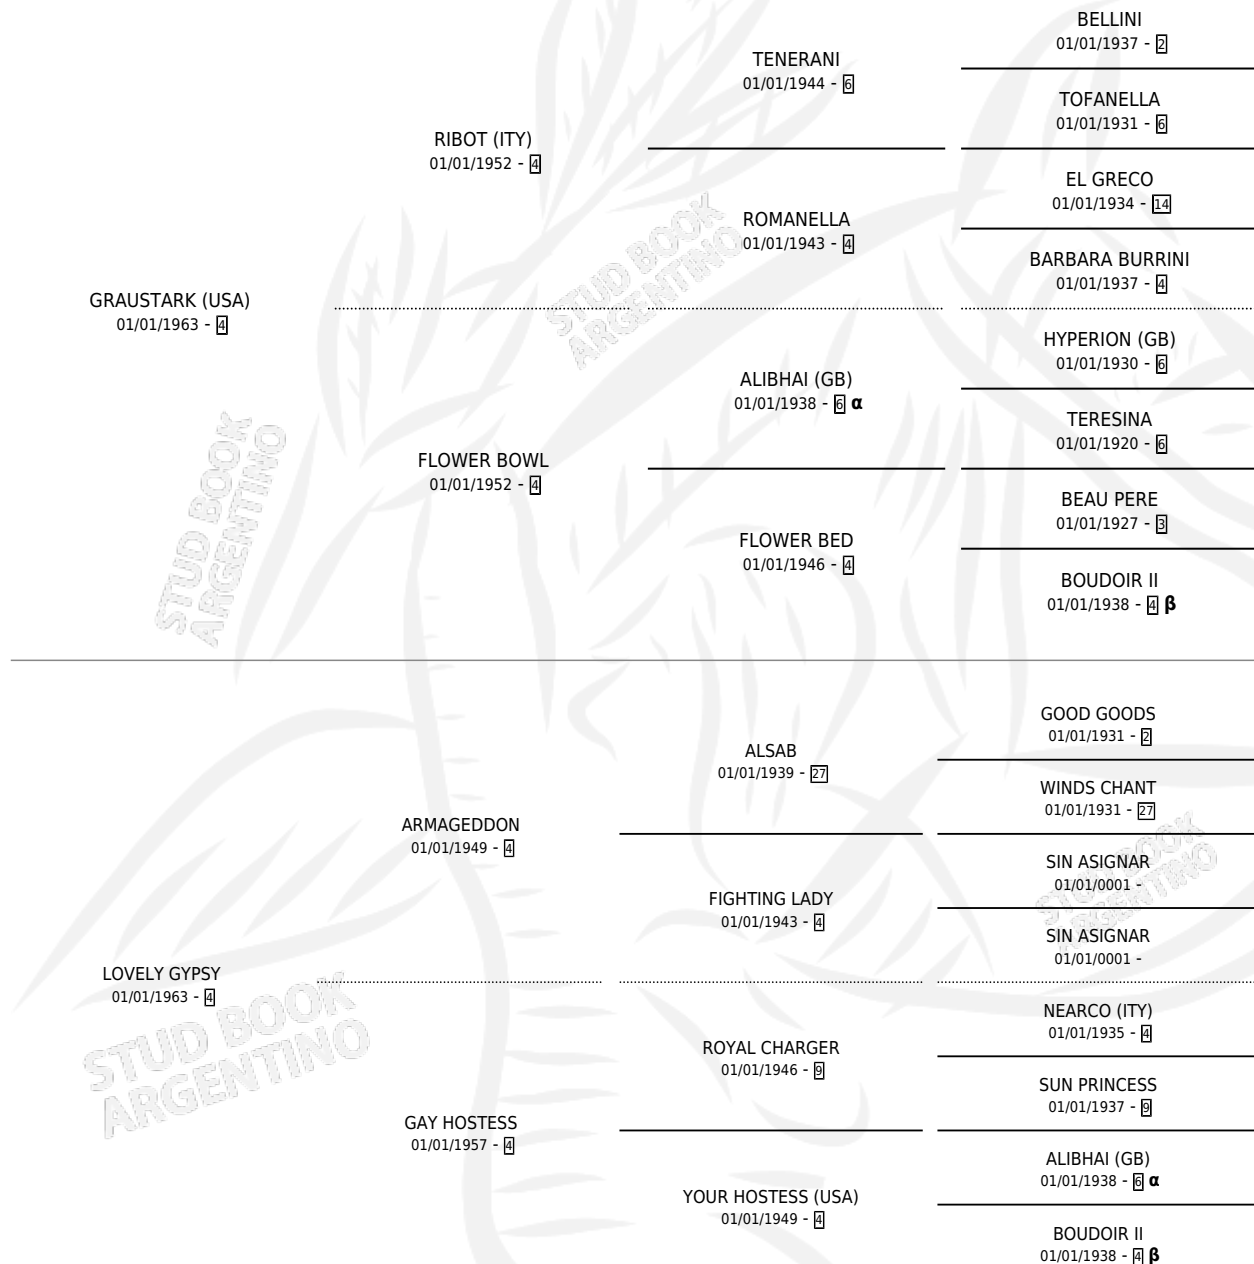 BELLINI
01/01/1937 - 2
TENERANI
01/01/1944 - 6
TOFANELLA
01/01/1931 - 6
RIBOT (ITY)
01/01/1952 - 4
EL GRECO
01/01/1934 - 14
ROMANELLA
01/01/1943 - 4
BARBARA BURRINI
01/01/1937 - 4
GRAUSTARK (USA)
01/01/1963 - 4
HYPERION (GB)
01/01/1930 - 6
ALIBHAI (GB)
01/01/1938 - 6 α
TERESINA
01/01/1920 - 6
FLOWER BOWL
01/01/1952 - 4
BEAU PERE
01/01/1927 - 3
FLOWER BED
01/01/1946 - 4
BOUDOIR II
01/01/1938 - 4 β
GOOD GOODS
01/01/1931 - 2
ALSAB
01/01/1939 - 27
WINDS CHANT
01/01/1931 - 27
ARMAGEDDON
01/01/1949 - 4
SIN ASIGNAR
01/01/0001 -
FIGHTING LADY
01/01/1943 - 4
SIN ASIGNAR
01/01/0001 -
LOVELY GYPSY
01/01/1963 - 4
NEARCO (ITY)
01/01/1935 - 4
ROYAL CHARGER
01/01/1946 - 9
SUN PRINCESS
01/01/1937 - 9
GAY HOSTESS
01/01/1957 - 4
ALIBHAI (GB)
01/01/1938 - 6 α
YOUR HOSTESS (USA)
01/01/1949 - 4
BOUDOIR II
01/01/1938 - 4 β
STUD BOOK
ARGENTINO
STUD BOOK
ARGENTINO
STUD BOOK
ARGENTINO
STUD BOOK
ARGENTINO